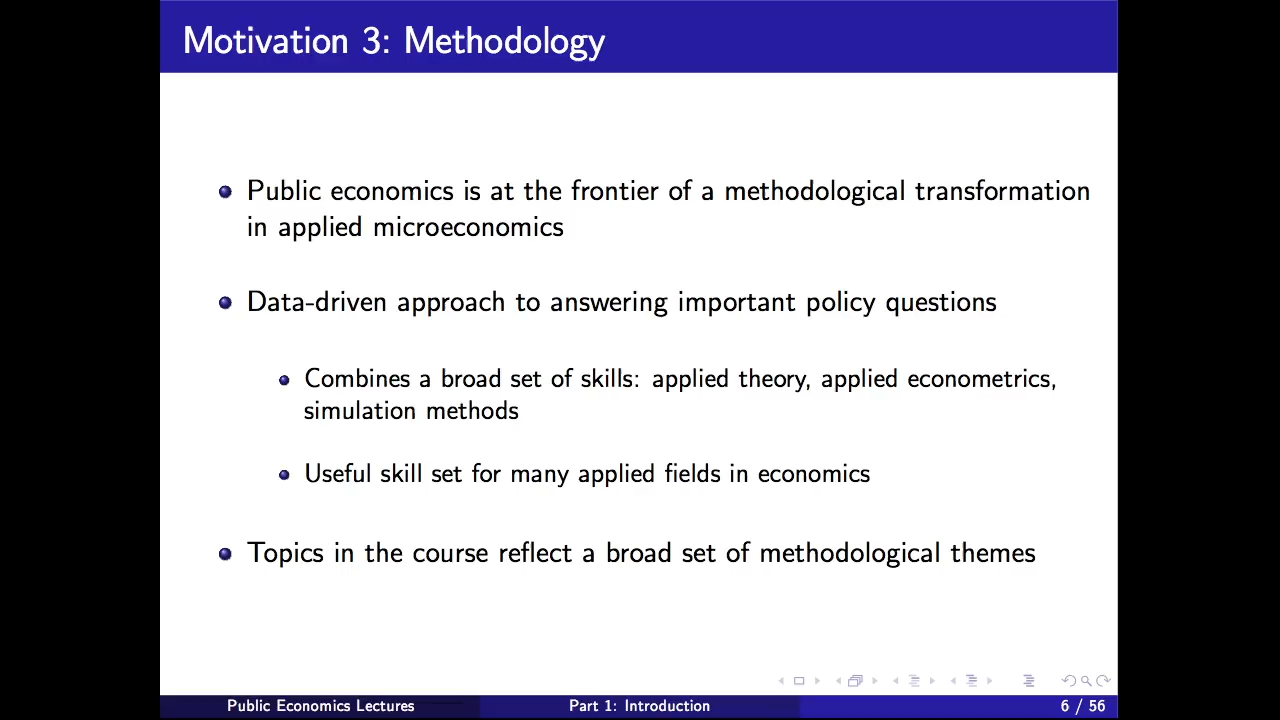 Motivation 3: Methodology
Public economics is at the frontier of a methodological transformation
in applied microeconomics
Data-driven approach to answering important policy questions
Combines a broad set of skills: applied theory, applied econometrics,
simulation methods
Useful skill set for many applied fields in economics
Topics in the course reflect a broad set of methodological themes
Public Economics Lectures
Part 1: Introduction
6 / 56